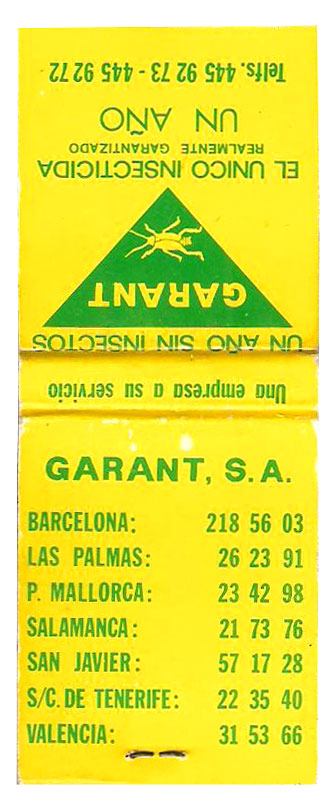 UN AÑO SIN INSECTOS
GARANT
EL UNICO INSECTICIDA
REALMENTE GARANTIZADO
UN AÑO
Telfs. 445 92 73 - 445 92 72
Una empresa a su servicio
GARANT, S.A.
BARCELONA: 218 56 03
LAS PALMAS: 26 23 91
P. MALLORCA: 23 42 98
SALAMANCA: 21 73 76
SAN JAVIER: 57 17 28
S/C. DE TENERIFE: 22 35 40
VALENCIA: 31 53 66